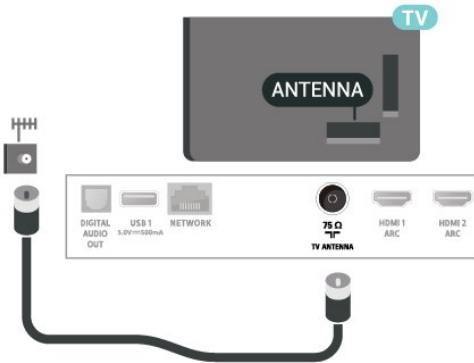 TV
ANTENNA
DIGITAL
AUDIO
OUT
USB 1
5.0V⎓500mA
NETWORK
75 Ω
TV ANTENNA
HDMI 1
ARC
HDMI 2
ARC